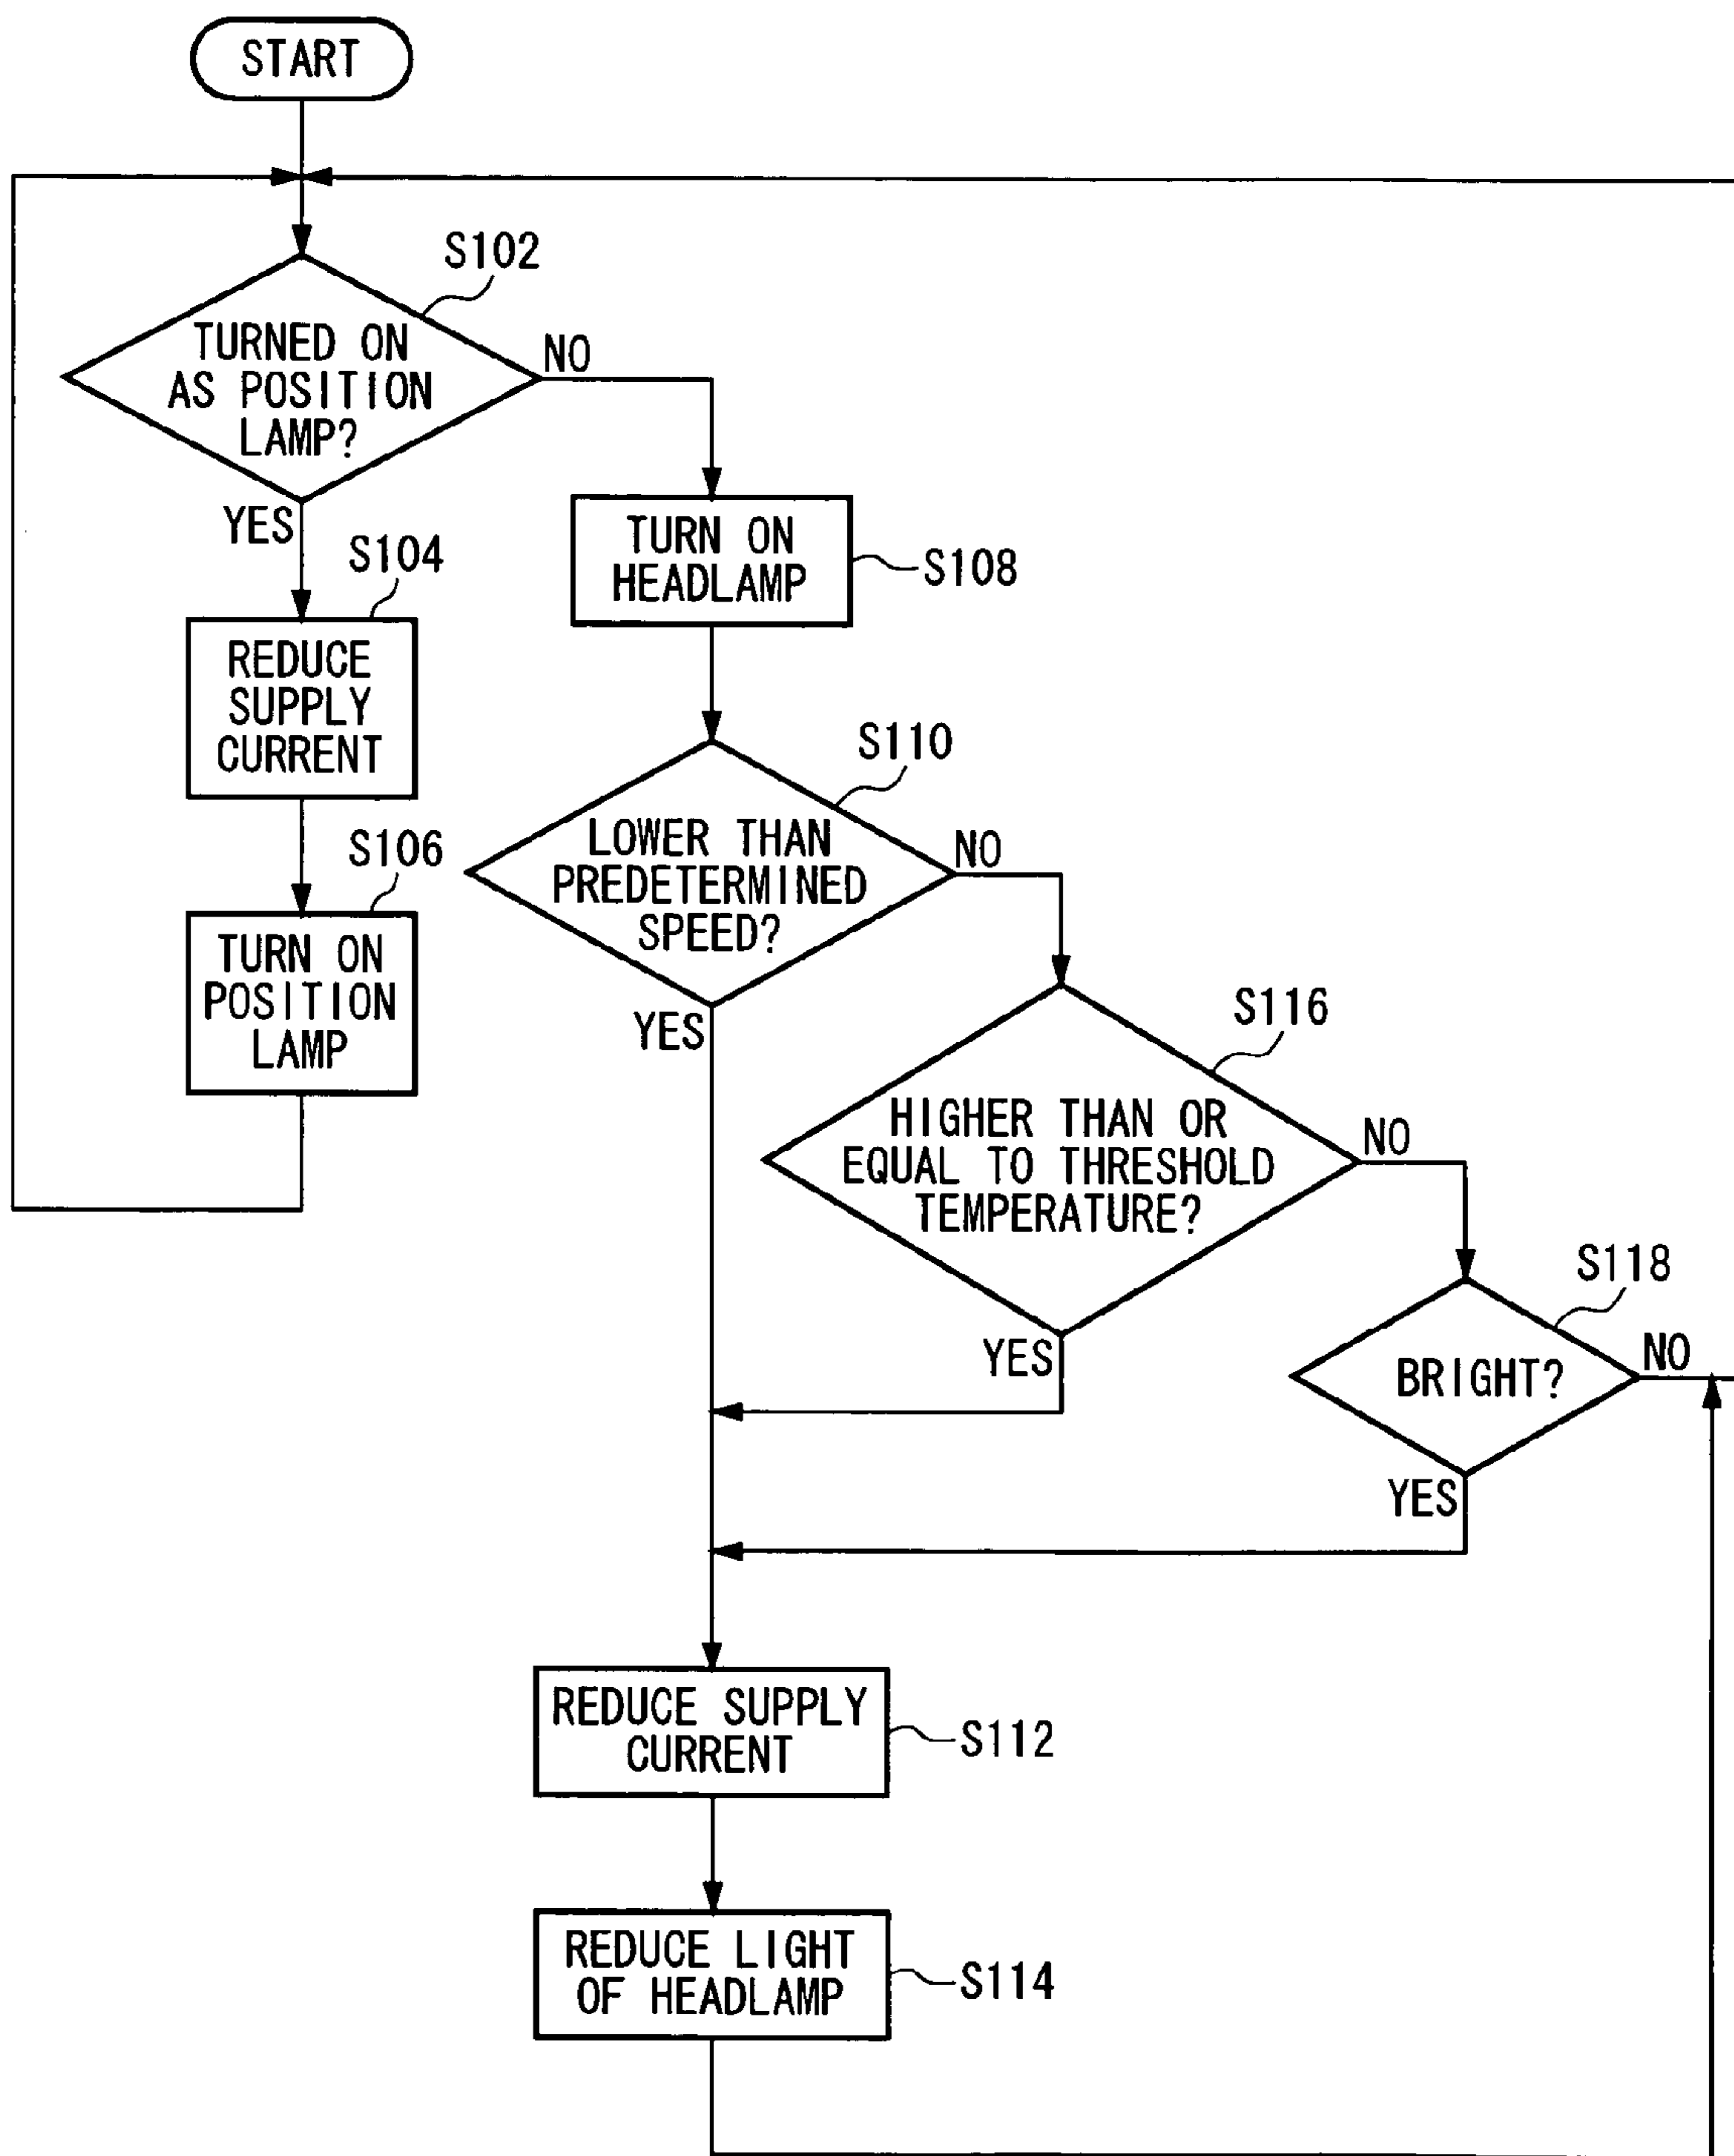 START
S102
TURNED ON
AS POSITION
LAMP?
NO
YES
S104
REDUCE
SUPPLY
CURRENT
S106
TURN ON
POSITION
LAMP
TURN ON
HEADLAMP
S108
S110
LOWER THAN
PREDETERMINED
SPEED?
NO
YES
S116
HIGHER THAN OR
EQUAL TO THRESHOLD
TEMPERATURE?
NO
YES
S118
BRIGHT?
NO
YES
REDUCE SUPPLY
CURRENT
S112
REDUCE LIGHT
OF HEADLAMP
S114